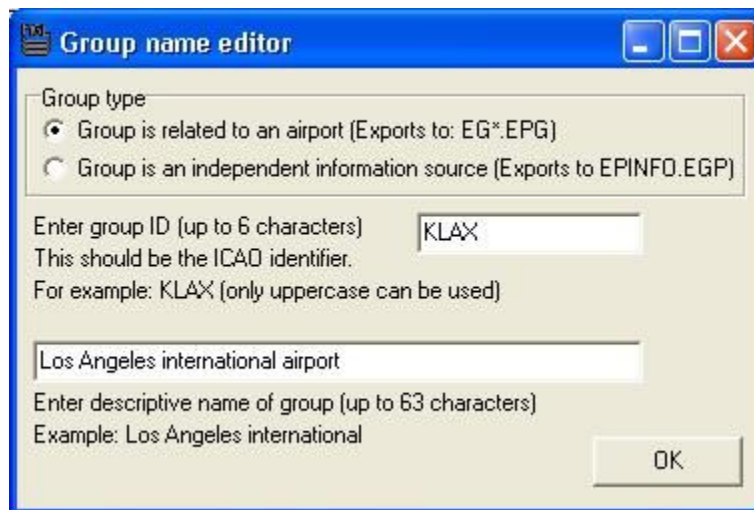 Group name editor
Group type
Group is related to an airport (Exports to: EG*.EPG)
Group is an independent information source (Exports to EPINFO.EGP)
Enter group ID (up to 6 characters)
KLAX
This should be the ICAO identifier.
For example: KLAX (only uppercase can be used)
Los Angeles international airport
Enter descriptive name of group (up to 63 characters)
Example: Los Angeles international
OK